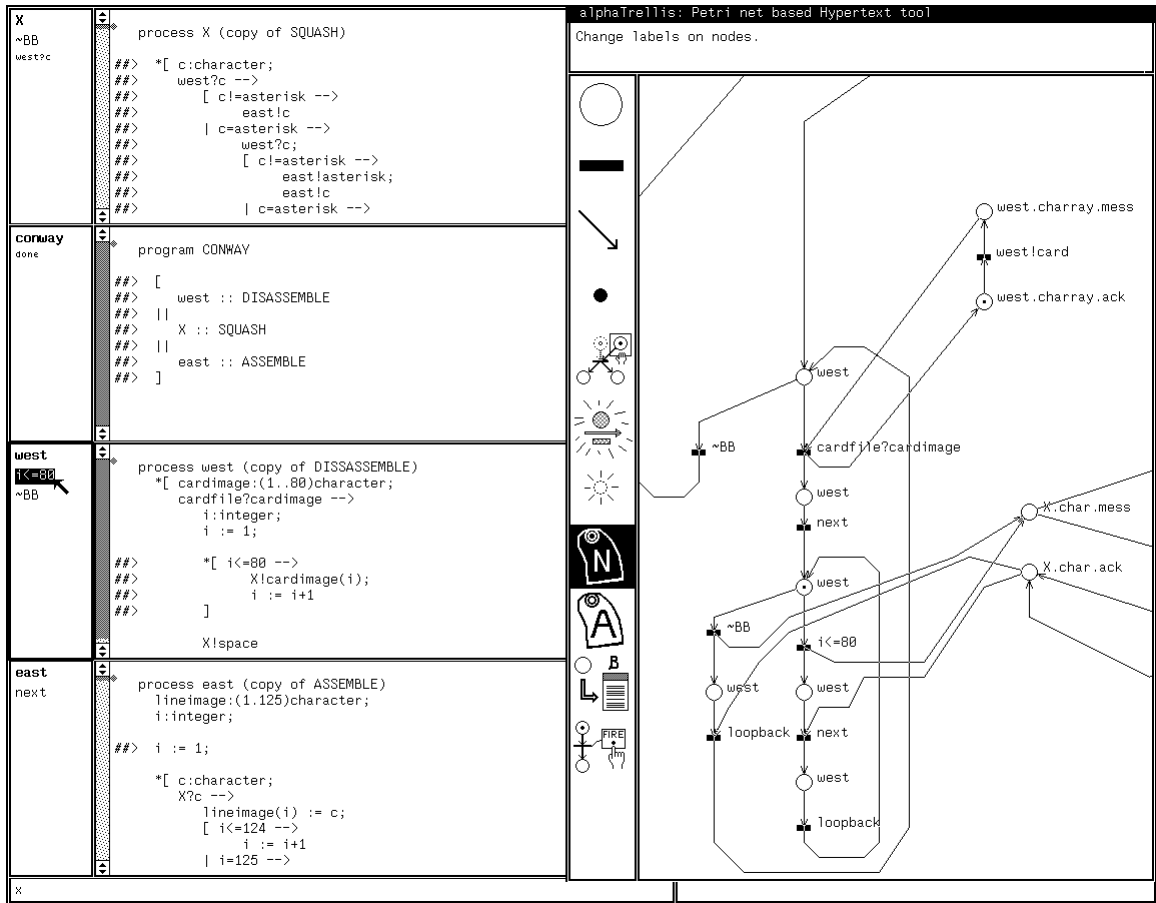 X
~BB
west?c
process X (copy of SQUASH)
##> *[ c:character;
##> west?c -->
##> [ c!=asterisk -->
##> east!c
##> | c=asterisk -->
##> west?c;
##> [ c!=asterisk -->
##> east!asterisk;
##> east!c
##> | c=asterisk -->
conway
done
program CONWAY
##> [
##> west :: DISASSEMBLE
##> ||
##> X :: SQUASH
##> ||
##> east :: ASSEMBLE
##> ]
west
i<=80
~BB
process west (copy of DISSASSEMBLE)
*[ cardimage:(1..80)character;
cardfile?cardimage -->
i:integer;
i := 1;
##> *[ i<=80 -->
##> X!cardimage(i);
##> i := i+1
##> ]
X!space
east
next
process east (copy of ASSEMBLE)
lineimage:(1.125)character;
i:integer;
##> i := 1;
*[ c:character;
X?c -->
lineimage(i) := c;
[ i<=124 -->
i := i+1
| i=125 -->
X
alphaTrellis: Petri net based Hypertext tool
Change labels on nodes.
N
A
B
FIRE
west.charray.mess
west!card
west.charray.ack
west
~BB
cardfile?cardimage
west
next
X.char.mess
X.char.ack
west
~BB
i<=80
west
west
loopback
next
west
loopback